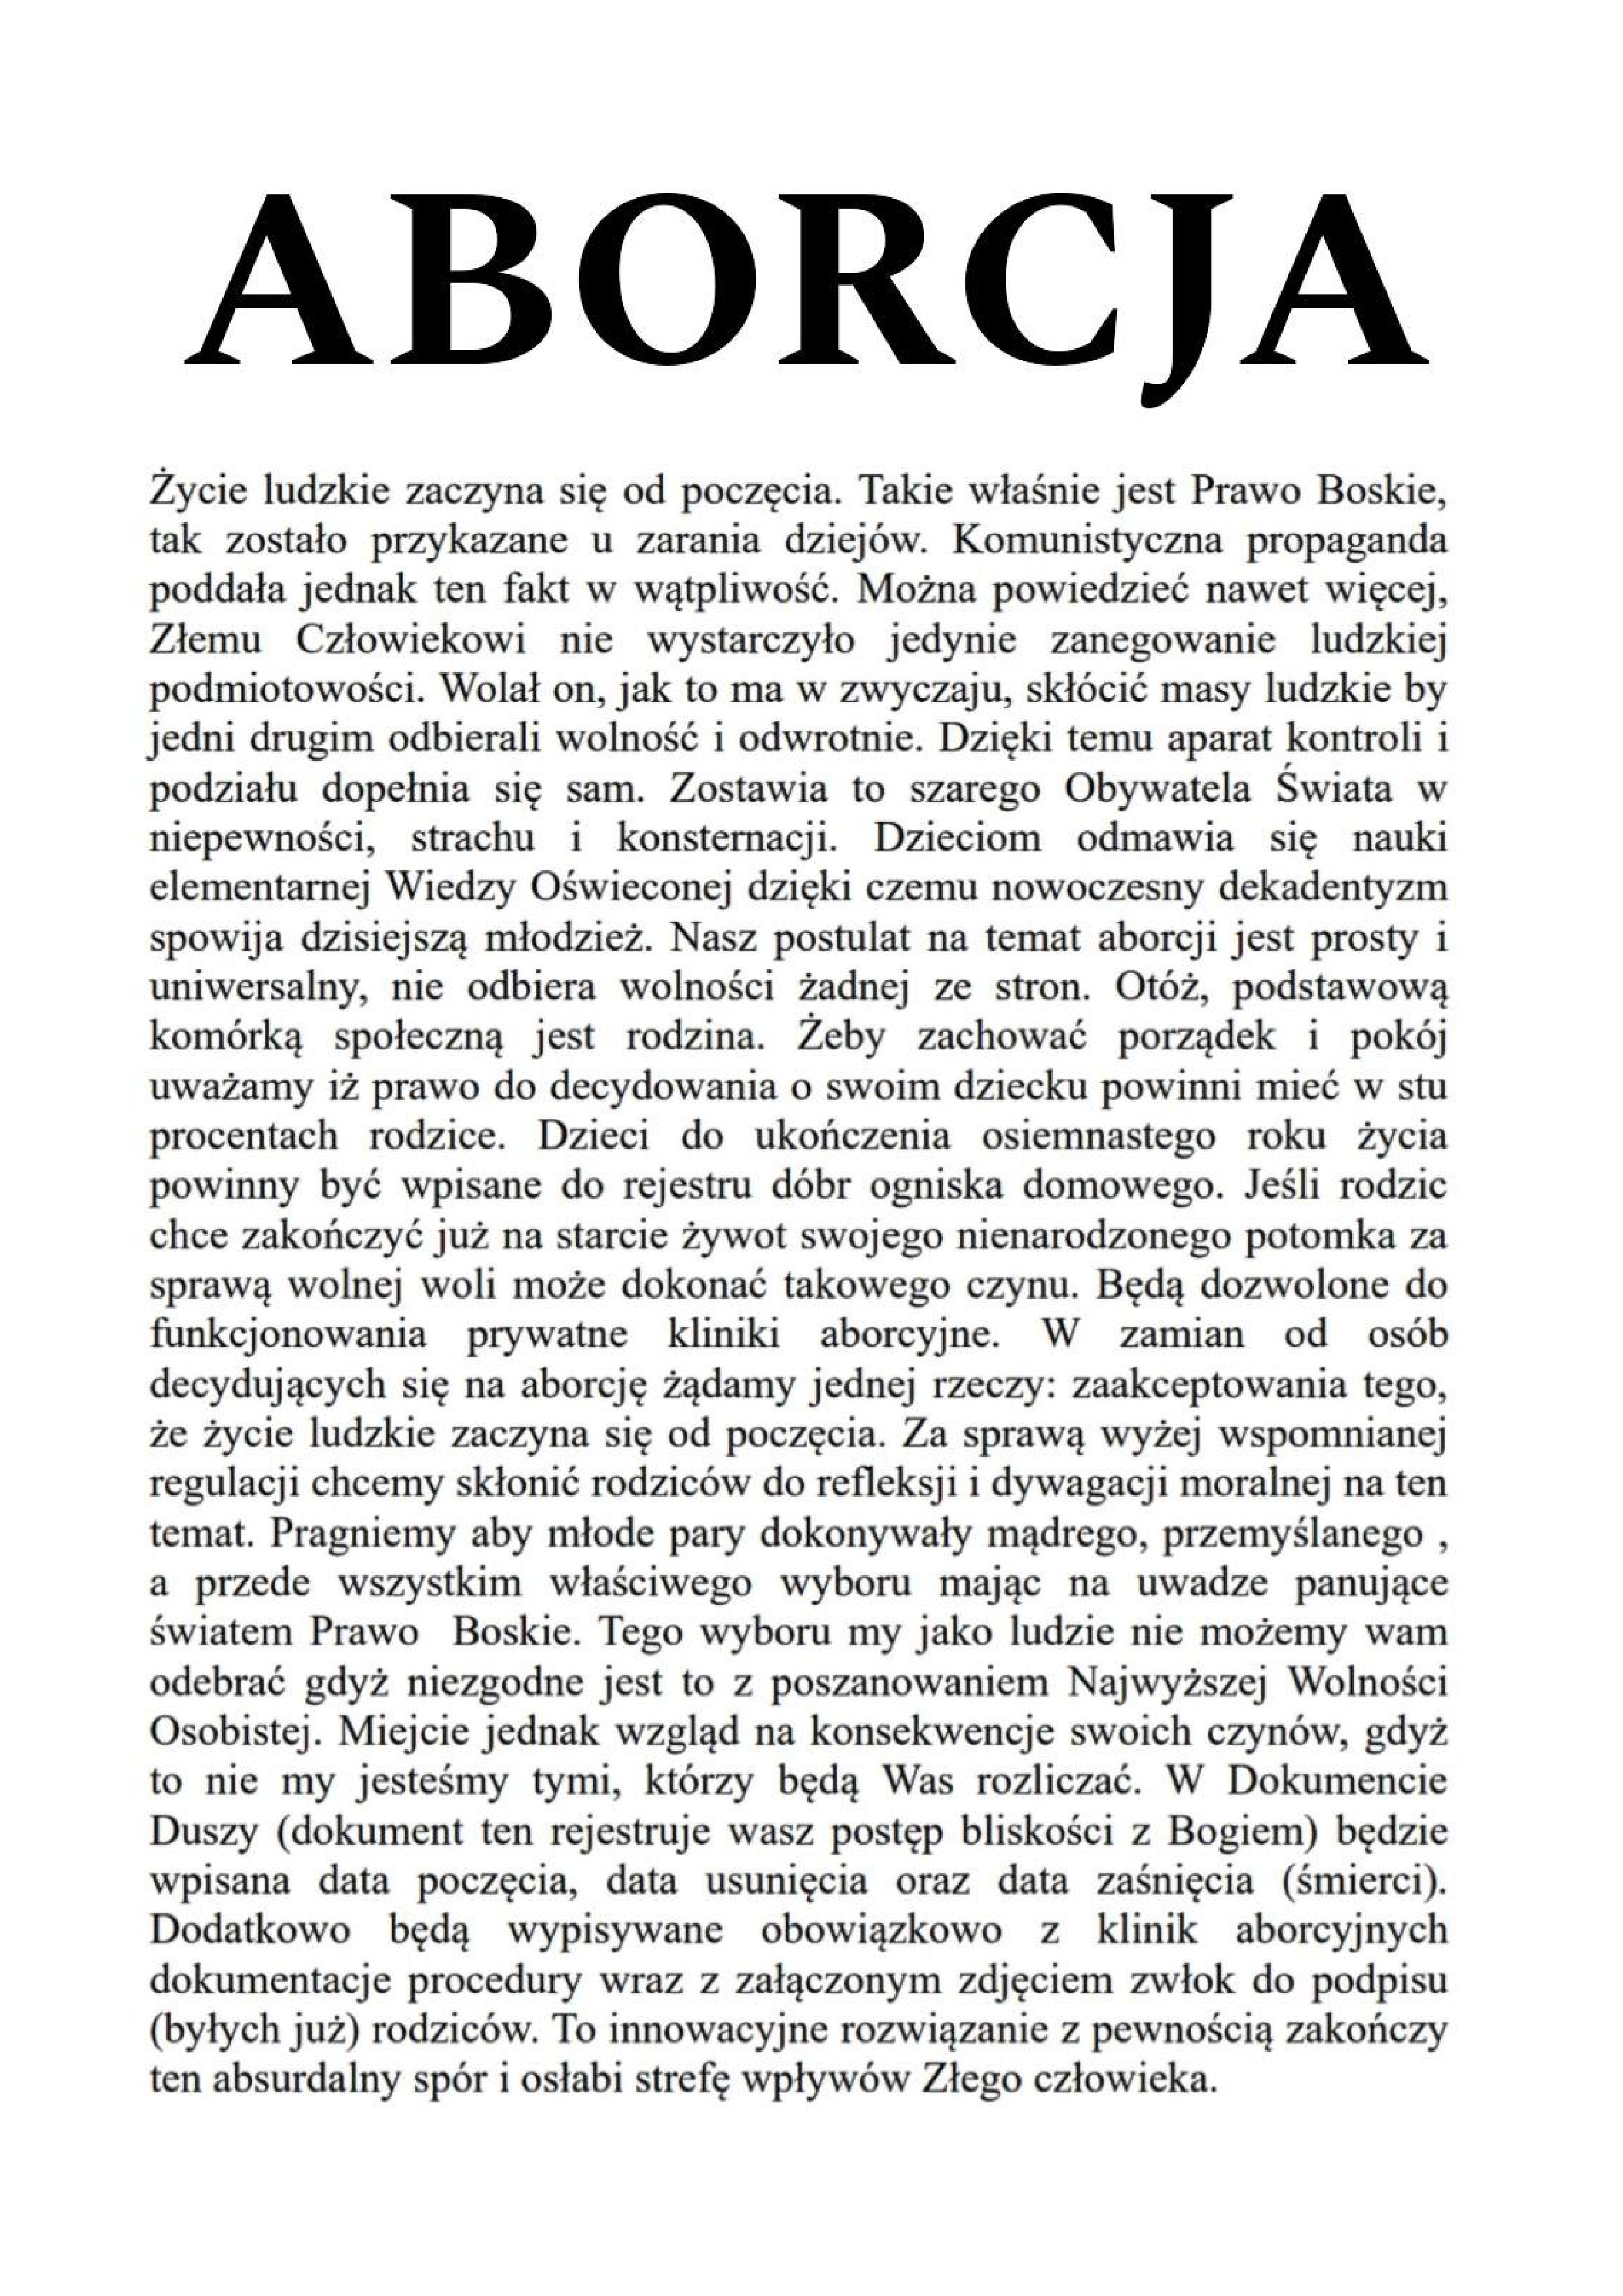 ABORCJA
Życie ludzkie zaczyna się od poczęcia. Takie właśnie jest Prawo Boskie,
tak zostało przykazane u zarania dziejów. Komunistyczna propaganda
poddała jednak ten fakt w wątpliwość. Można powiedzieć nawet więcej,
Złemu Człowiekowi nie wystarczyło jedynie zanegowanie ludzkiej
podmiotowości. Wolał on, jak to ma w zwyczaju, skłócić masy ludzkie by
jedni drugim odbierali wolność i odwrotnie. Dzięki temu aparat kontroli i
podziału dopełnia się sam. Zostawia to szarego Obywatela Świata w
niepewności, strachu i konsternacji. Dzieciom odmawia się nauki
elementarnej Wiedzy Oświeconej dzięki czemu nowoczesny dekadentyzm
spowija dzisiejszą młodzież. Nasz postulat na temat aborcji jest prosty i
uniwersalny, nie odbiera wolności żadnej ze stron. Otóż, podstawową
komórką społeczną jest rodzina. Żeby zachować porządek i pokój
uważamy iż prawo do decydowania o swoim dziecku powinni mieć w stu
procentach rodzice. Dzieci do ukończenia osiemnastego roku życia
powinny być wpisane do rejestru dóbr ogniska domowego. Jeśli rodzic
chce zakończyć już na starcie żywot swojego nienarodzonego potomka za
sprawą wolnej woli może dokonać takowego czynu. Będą dozwolone do
funkcjonowania prywatne kliniki aborcyjne. W zamian od osób
decydujących się na aborcję żądamy jednej rzeczy: zaakceptowania tego,
że życie ludzkie zaczyna się od poczęcia. Za sprawą wyżej wspomnianej
regulacji chcemy skłonić rodziców do refleksji i dywagacji moralnej na ten
temat. Pragniemy aby młode pary dokonywały mądrego, przemyślanego ,
a przede wszystkim właściwego wyboru mając na uwadze panujące
światem Prawo Boskie. Tego wyboru my jako ludzie nie możemy wam
odebrać gdyż niezgodne jest to z poszanowaniem Najwyższej Wolności
Osobistej. Miejcie jednak wzgląd na konsekwencje swoich czynów, gdyż
to nie my jesteśmy tymi, którzy będą Was rozliczać. W Dokumencie
Duszy (dokument ten rejestruje wasz postęp bliskości z Bogiem) będzie
wpisana data poczęcia, data usunięcia oraz data zaśnięcia (śmierci).
Dodatkowo będą wypisywane obowiązkowo z klinik aborcyjnych
dokumentacje procedury wraz z załączonym zdjęciem zwłok do podpisu
(byłych już) rodziców. To innowacyjne rozwiązanie z pewnością zakończy
ten absurdalny spór i osłabi strefę wpływów Złego człowieka.